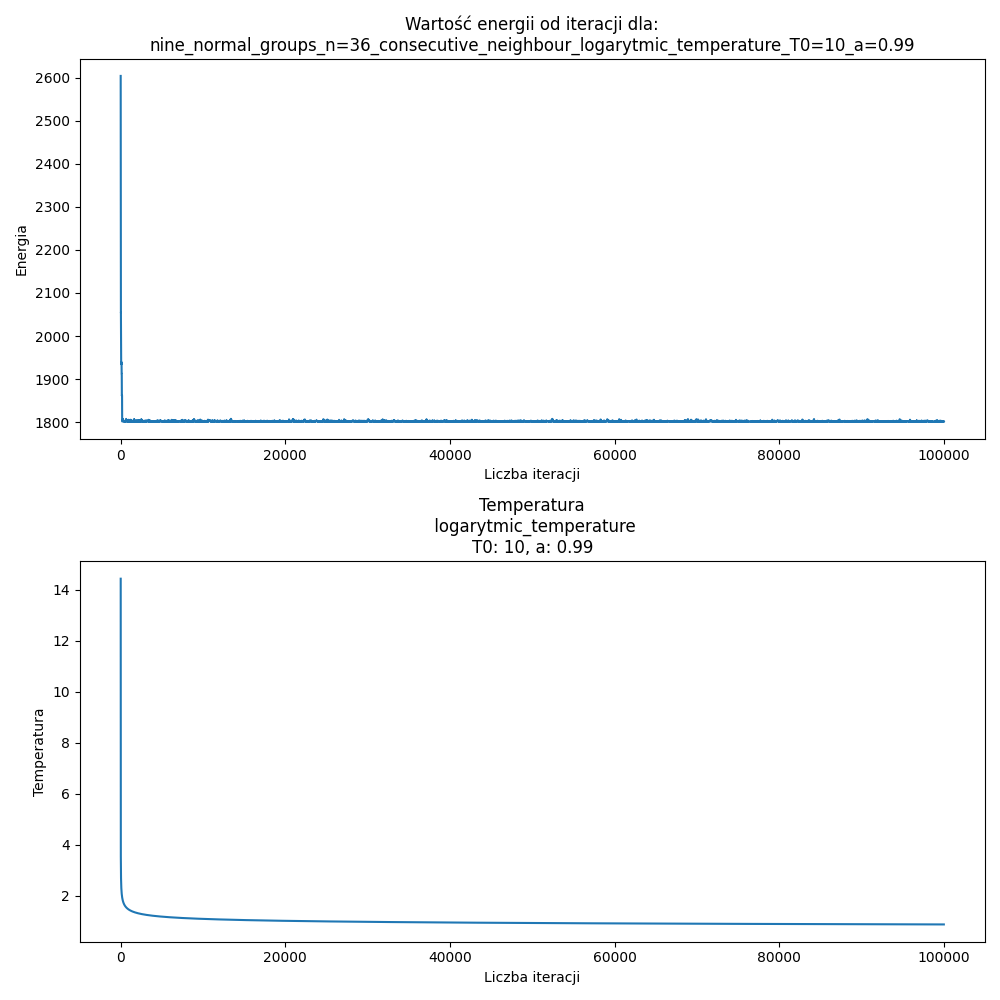 Wartość energii od iteracji dla:
nine_normal_groups_n=36_consecutive_neighbour_logarytmic_temperature_T0=10_a=0.99
2600
2500
2400
2300
2200
2100
2000
1900
1800
Energia
0 20000 40000 60000 80000 100000
Liczba iteracji
Temperatura
logarytmic_temperature
T0: 10, a: 0.99
14
12
10
8
6
4
2
Temperatura
0 20000 40000 60000 80000 100000
Liczba iteracji